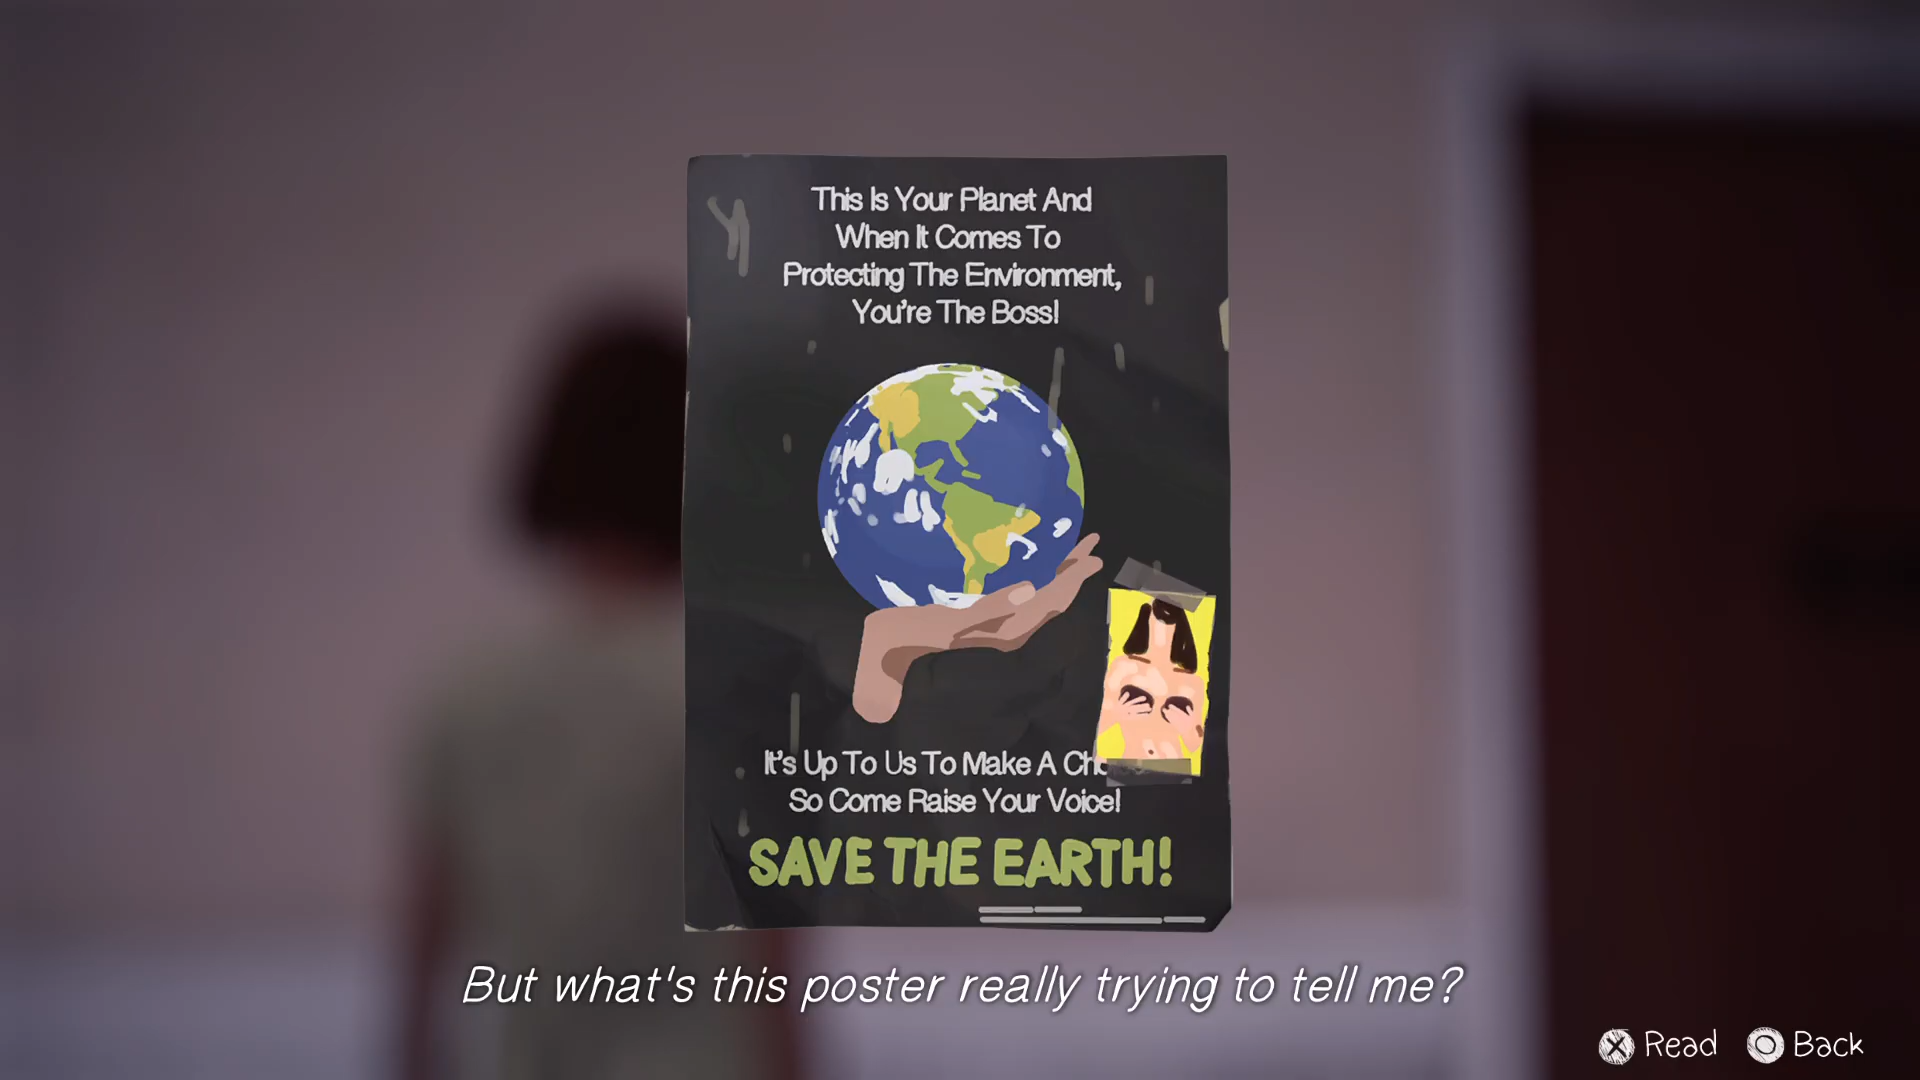 This Is Your Planet And
When It Comes To
Protecting The Environment,
You're The Boss!
It's Up To Us To Make A
So Come Raise Your Voice!
SAVE THE EARTH!
But what's this poster really trying to tell me?
Read Back